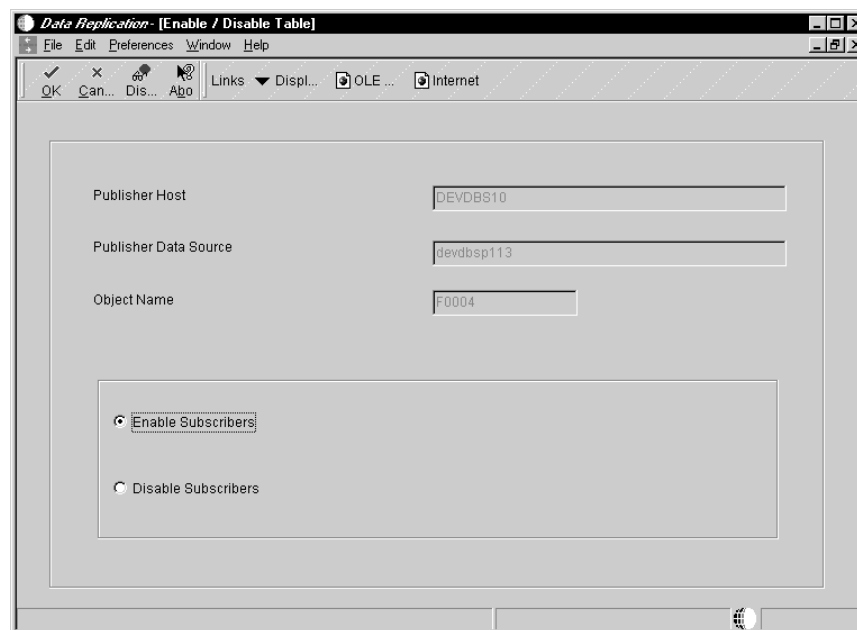 Data Replication - [Enable / Disable Table]
File Edit Preferences Window Help
OK Can... Dis... Abo Links Displ... OLE ... Internet
Publisher Host DEVDBS10
Publisher Data Source devdbsp113
Object Name F0004
Enable Subscribers
Disable Subscribers